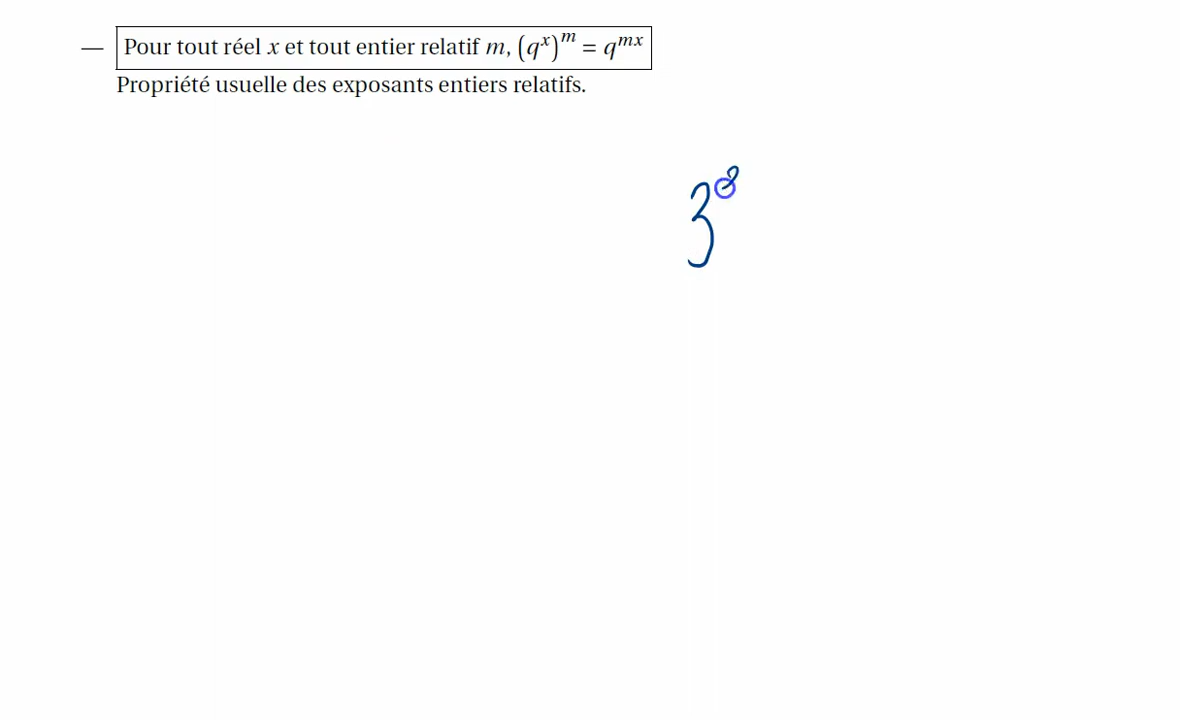 — Pour tout réel x et tout entier relatif m, (q^x)^m = q^{mx}
Propriété usuelle des exposants entiers relatifs.
3^8